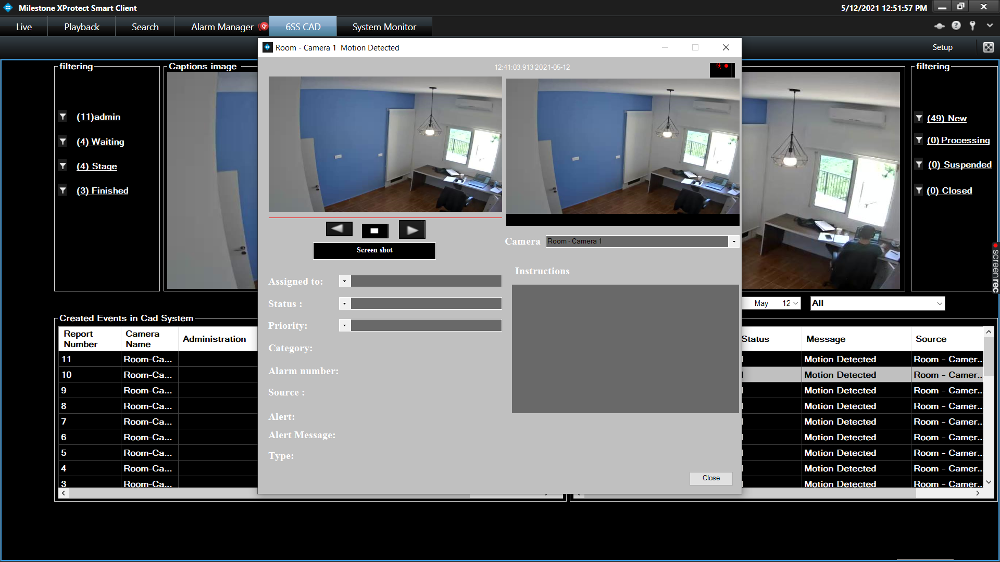 Milestone XProtect Smart Client
5/12/2021 12:51:57 PM
Live
Playback
Search
Alarm Manager
9+
6SS CAD
System Monitor
Setup
Room - Camera 1 Motion Detected
12:41:03.913 2021-05-12
filtering
(11)admin
(4) Waiting
(4) Stage
(3) Finished
Captions image
Screen shot
Camera
Room - Camera 1
Instructions
Assigned to:
Status :
Priority:
Category:
Alarm number:
Source :
Alert:
Alert Message:
Type:
Close
filtering
(49) New
(0) Processing
(0) Suspended
(0) Closed
screenrec
May 12
All
Created Events in Cad System
Report Number
Camera Name
Administration
11 Room-Ca...
10 Room-Ca...
9 Room-Ca...
8 Room-Ca...
7 Room-Ca...
6 Room-Ca...
5 Room-Ca...
4 Room-Ca...
3 Room-Ca...
Status
Message
Source
Motion Detected Room - Camer...
Motion Detected Room - Camer...
Motion Detected Room - Camer...
Motion Detected Room - Camer...
Motion Detected Room - Camer...
Motion Detected Room - Camer...
Motion Detected Room - Camer...
Motion Detected Room - Camer...
Motion Detected Room - Camer...